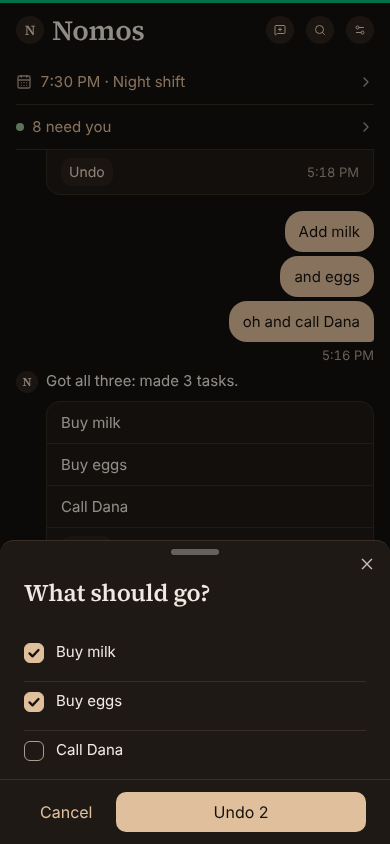 N Nomos
7:30 PM · Night shift
8 need you
Undo 5:18 PM
Add milk
and eggs
oh and call Dana
5:16 PM
N Got all three: made 3 tasks.
Buy milk
Buy eggs
Call Dana
What should go?
Buy milk
Buy eggs
Call Dana
Cancel Undo 2